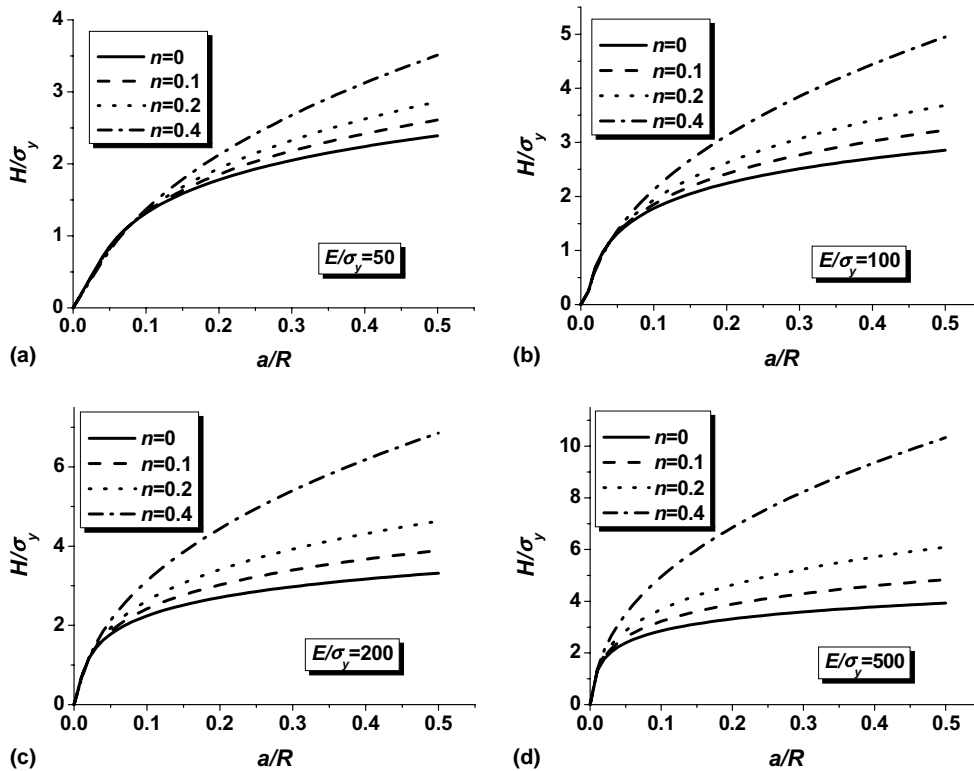 4
3
2
1
0
H/σy
n=0
n=0.1
n=0.2
n=0.4
E/σy=50
0.0 0.1 0.2 0.3 0.4 0.5
(a)
a/R
5
4
3
2
1
0
H/σy
n=0
n=0.1
n=0.2
n=0.4
E/σy=100
0.0 0.1 0.2 0.3 0.4 0.5
(b)
a/R
6
4
2
0
H/σy
n=0
n=0.1
n=0.2
n=0.4
E/σy=200
0.0 0.1 0.2 0.3 0.4 0.5
(c)
a/R
10
8
6
4
2
0
H/σy
n=0
n=0.1
n=0.2
n=0.4
E/σy=500
0.0 0.1 0.2 0.3 0.4 0.5
(d)
a/R